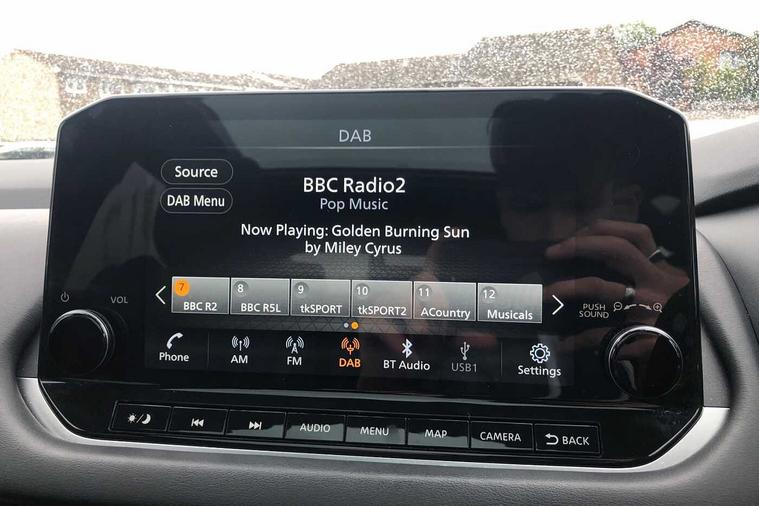 DAB
Source
DAB Menu
BBC Radio2
Pop Music
Now Playing: Golden Burning Sun
by Miley Cyrus
VOL
PUSH
SOUND
7
BBC R2
8
BBC R5L
9
tkSPORT
10
tkSPORT2
11
ACountry
12
Musicals
Phone
AM
FM
DAB
BT Audio
USB1
Settings
AUDIO
MENU
MAP
CAMERA
BACK